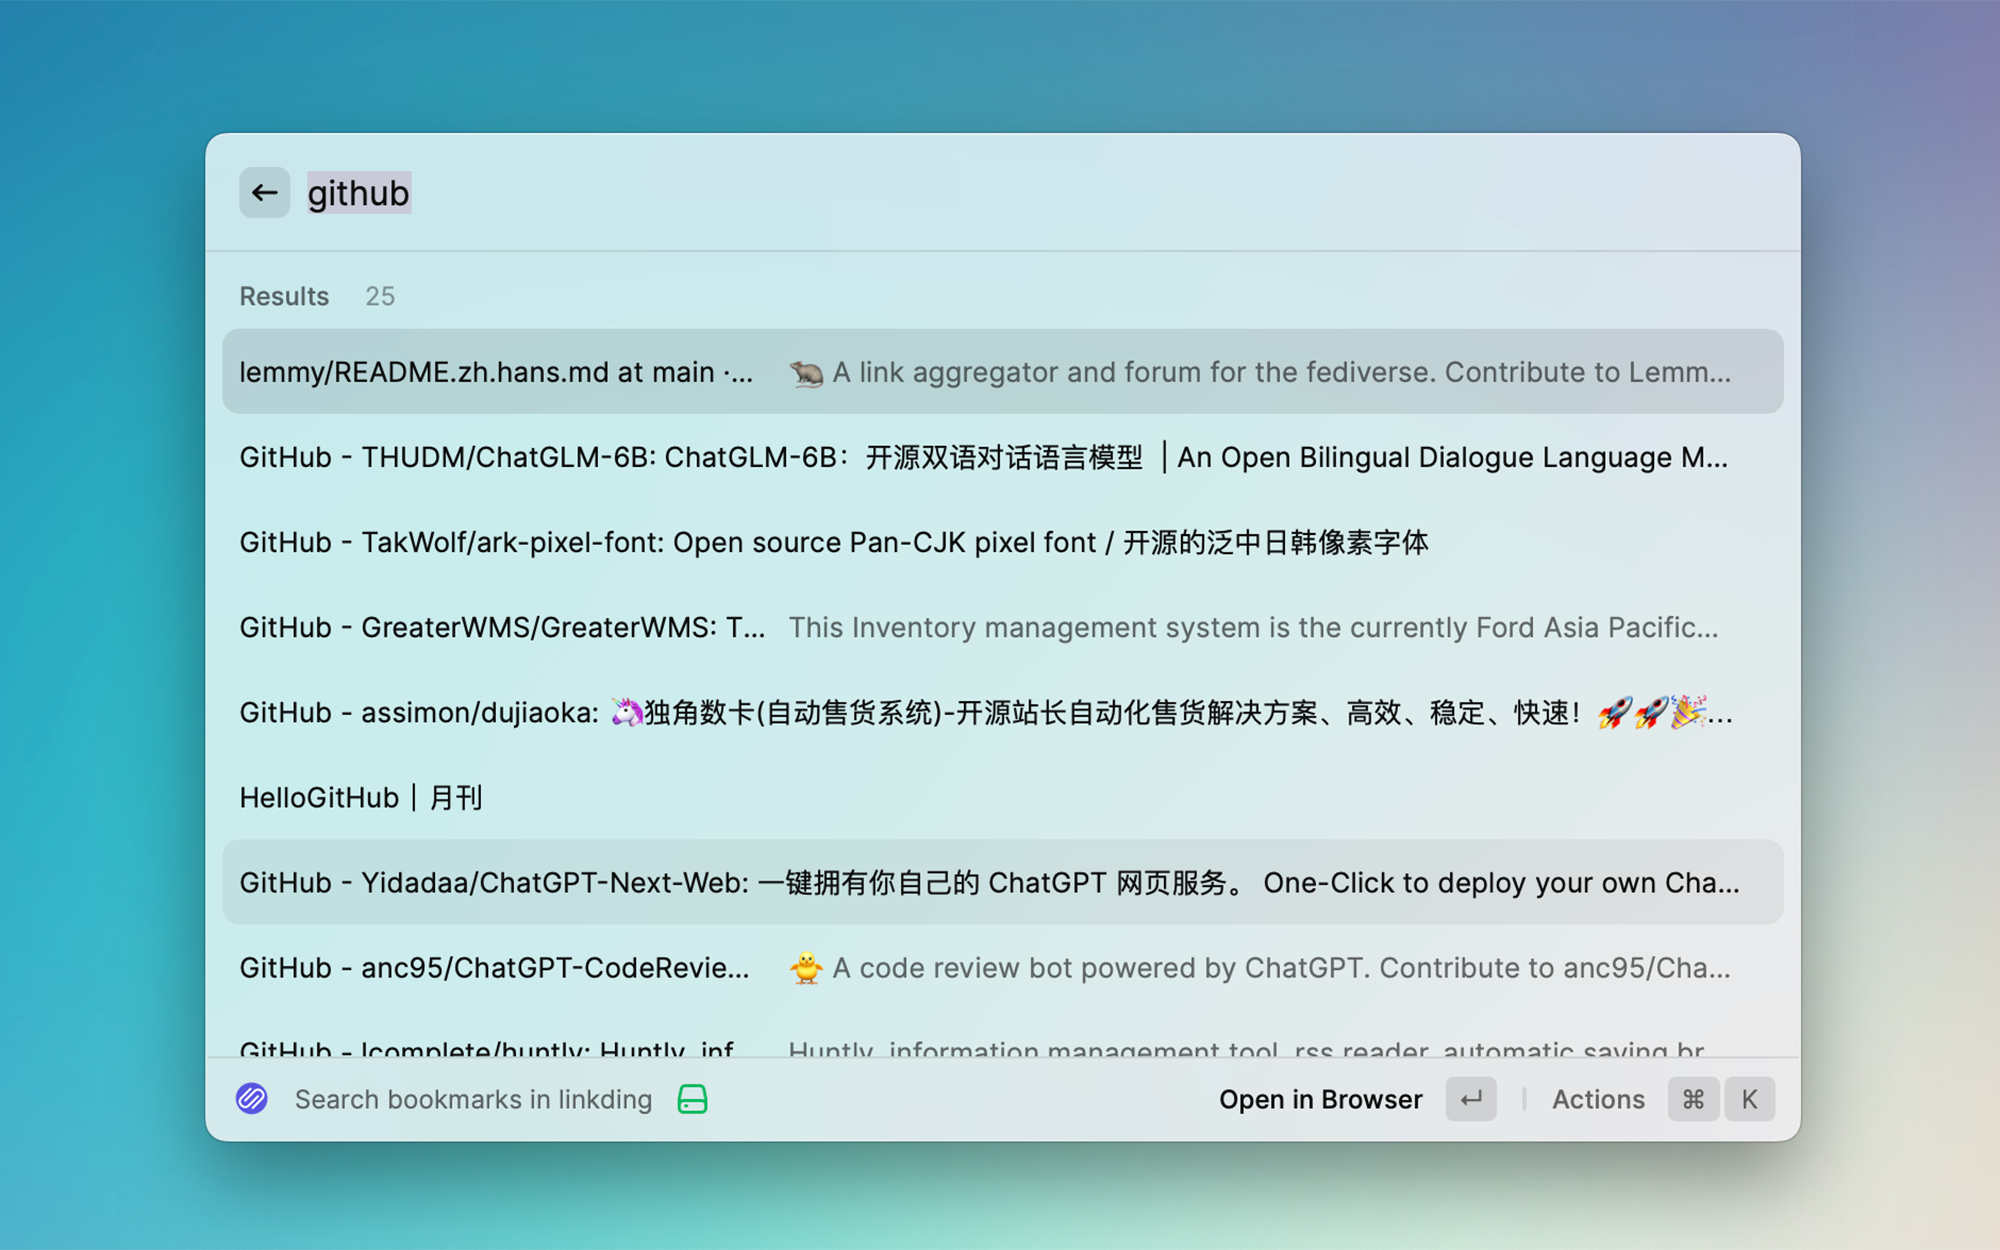 github
Results 25
lemmy/README.zh.hans.md at main ·... 🐀 A link aggregator and forum for the fediverse. Contribute to Lemm...
GitHub - THUDM/ChatGLM-6B: ChatGLM-6B：开源双语对话语言模型 | An Open Bilingual Dialogue Language M...
GitHub - TakWolf/ark-pixel-font: Open source Pan-CJK pixel font / 开源的泛中日韩像素字体
GitHub - GreaterWMS/GreaterWMS: T... This Inventory management system is the currently Ford Asia Pacific...
GitHub - assimon/dujiaoka: 🦄独角数卡(自动售货系统)-开源站长自动化售货解决方案、高效、稳定、快速！🚀🚀🎉...
HelloGitHub｜月刊
GitHub - Yidadaa/ChatGPT-Next-Web: 一键拥有你自己的 ChatGPT 网页服务。 One-Click to deploy your own Cha...
GitHub - anc95/ChatGPT-CodeRevie... 🐥 A code review bot powered by ChatGPT. Contribute to anc95/Cha...
GitHub - lcomplete/huntly: Huntly, inf... Huntly, information management tool, rss reader, automatic saving br...
Search bookmarks in linkding
Open in Browser ↵ | Actions ⌘ K